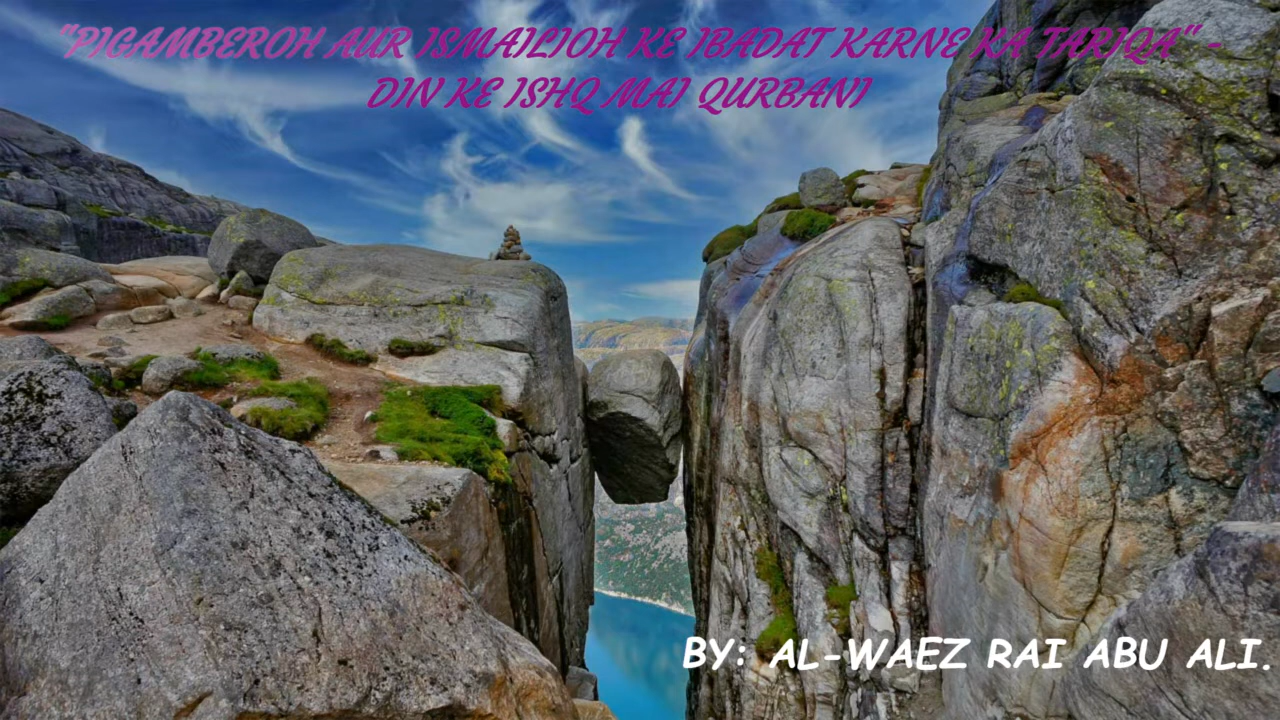 "PIGAMBEROH AUR ISMAILIOH KE IBADAT KARNE KA TARIQA" -
DIN KE ISHQ MAI QURBANI
BY: AL-WAEZ RAI ABU ALI.